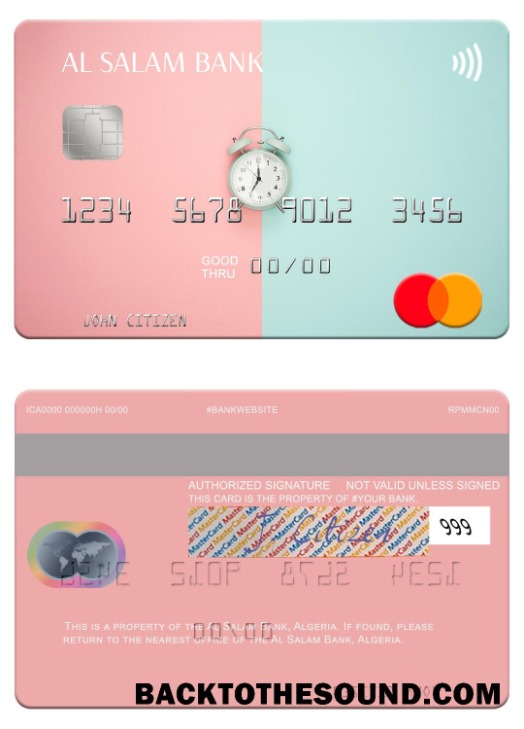 AL SALAM BANK
1234 5678 9012 3456
GOOD
THRU 00/00
JOHN CITIZEN
ICA0000 000000H 00/00 #BANKWEBSITE RPMMCN00
AUTHORIZED SIGNATURE NOT VALID UNLESS SIGNED
THIS CARD IS THE PROPERTY OF #YOUR BANK.
MasterCard MasterCard MasterCard
999
THIS IS A PROPERTY OF THE AL SALAM BANK, ALGERIA. IF FOUND, PLEASE
RETURN TO THE NEAREST OFFICE OF THE AL SALAM BANK, ALGERIA.
BACKTOTHESOUND.COM